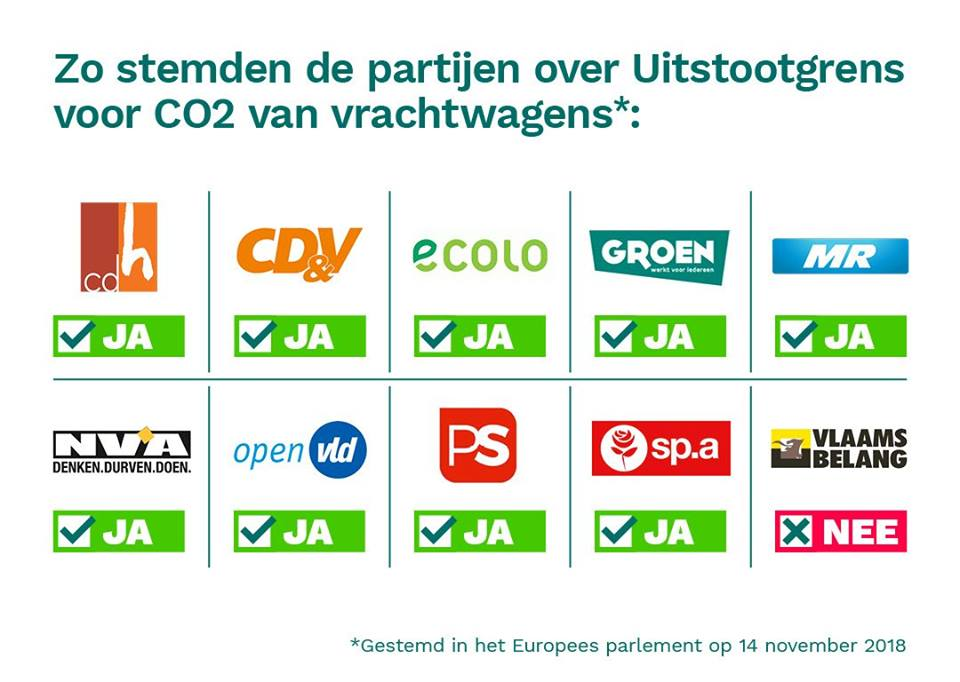 Zo stemden de partijen over Uitstootgrens
voor CO2 van vrachtwagens*:
cdh
CD&V
ecolo
GROEN
werkt voor iedereen
MR
JA
JA
JA
JA
JA
N-VA
DENKEN.DURVEN.DOEN.
open vld
PS
sp.a
VLAAMS
BELANG
JA
JA
JA
JA
NEE
*Gestemd in het Europees parlement op 14 november 2018